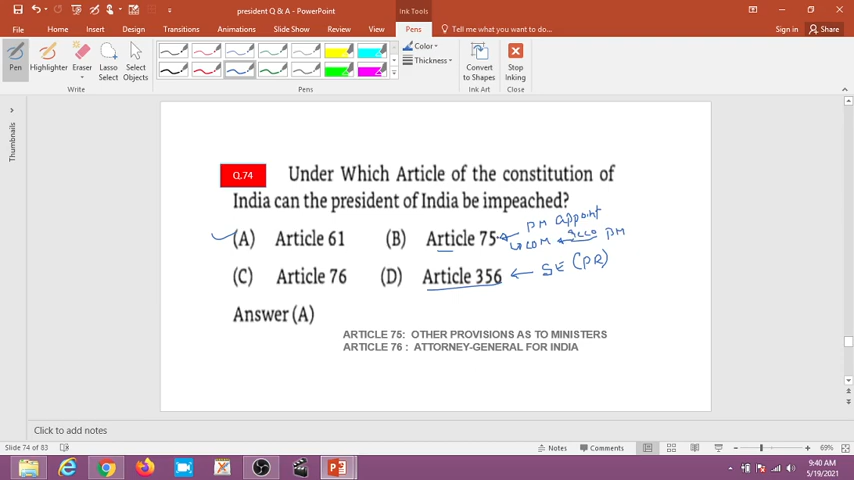 president Q & A - PowerPoint
Ink Tools
Sign in
Share
File
Home
Insert
Design
Transitions
Animations
Slide Show
Review
View
Pens
Tell me what you want to do...
Pen
Highlighter
Eraser
Lasso Select
Select Objects
Color
Thickness
Convert to Shapes
Stop Inking
Write
Pens
Ink Art
Close
Thumbnails
Q.74 Under Which Article of the constitution of
India can the president of India be impeached?
PM appoint
(A) Article 61 (B) Article 75
COM reco PM
(C) Article 76 (D) Article 356
SE (PR)
Answer (A)
ARTICLE 75: OTHER PROVISIONS AS TO MINISTERS
ARTICLE 76 : ATTORNEY-GENERAL FOR INDIA
Click to add notes
Slide 74 of 83
Notes
Comments
69%
9:40 AM
5/19/2021